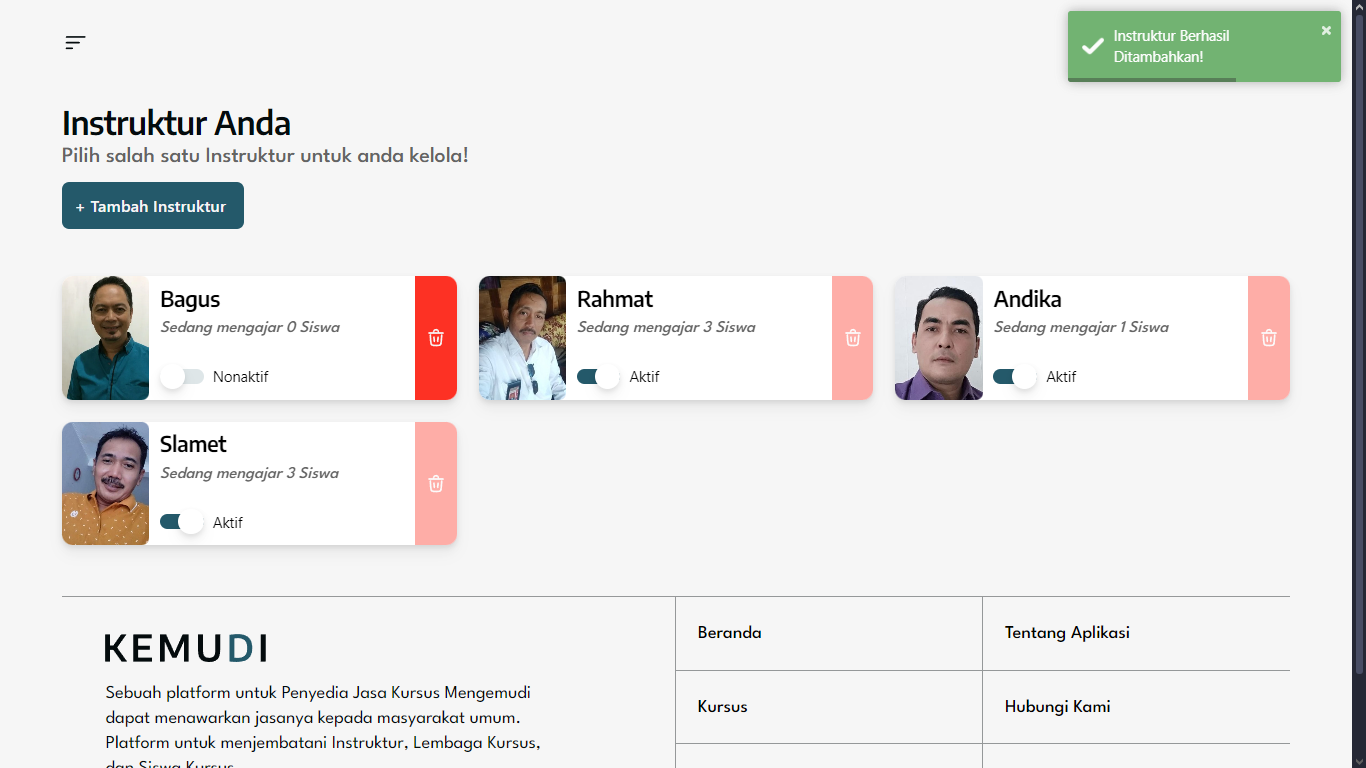 Instruktur Berhasil
Ditambahkan!
×
Instruktur Anda
Pilih salah satu Instruktur untuk anda kelola!
+ Tambah Instruktur
Bagus
Sedang mengajar 0 Siswa
Nonaktif
Rahmat
Sedang mengajar 3 Siswa
Aktif
Andika
Sedang mengajar 1 Siswa
Aktif
Slamet
Sedang mengajar 3 Siswa
Aktif
KEMUDI
Sebuah platform untuk Penyedia Jasa Kursus Mengemudi
dapat menawarkan jasanya kepada masyarakat umum.
Platform untuk menjembatani Instruktur, Lembaga Kursus,
dan Siswa Kursus
Beranda
Tentang Aplikasi
Kursus
Hubungi Kami